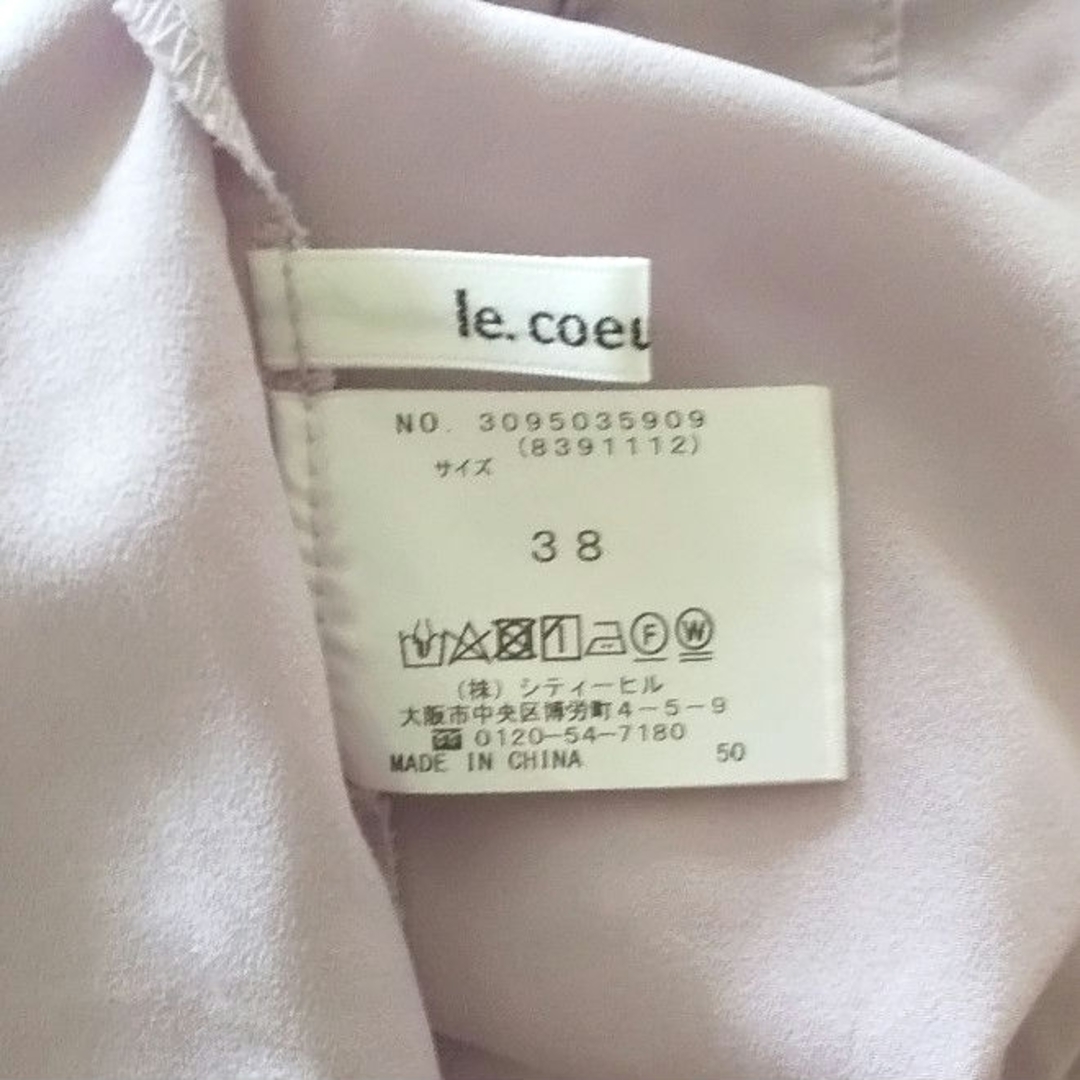 le. coeu
NO. 3095035909
(8391112)
サイズ
38
F W
(株) シティーヒル
大阪市中央区博労町4-5-9
0120-54-7180
MADE IN CHINA 50